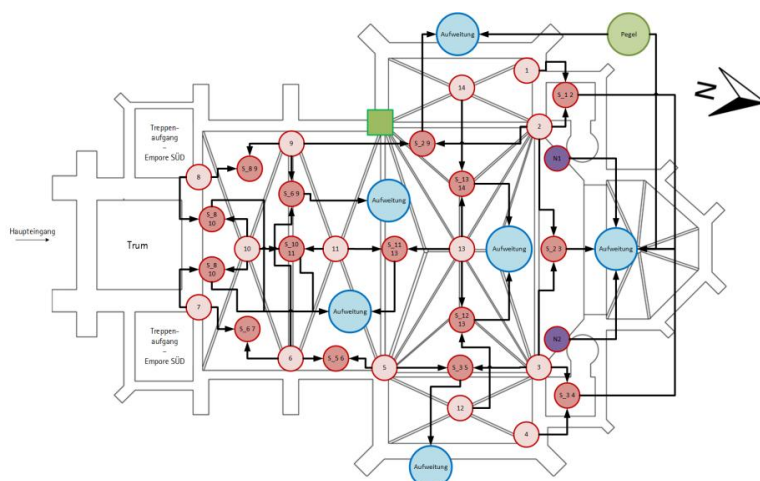 Aufweitung
Pegel
1
14
S_1 2
N
2
S_2 9
Treppen-
aufgang
–
Empore SÜD
9
N1
8
S_8 9
S_13
14
S_6 9
Aufweitung
S_8
10
Haupteingang
Trum
10
S_10
11
11
S_11
13
13
Aufweitung
S_2 3
Aufweitung
S_8
10
7
Aufweitung
S_12
13
Treppen-
aufgang
–
Empore SÜD
S_6 7
N2
6
S_5 6
5
S_3 5
3
12
S_3 4
4
Aufweitung